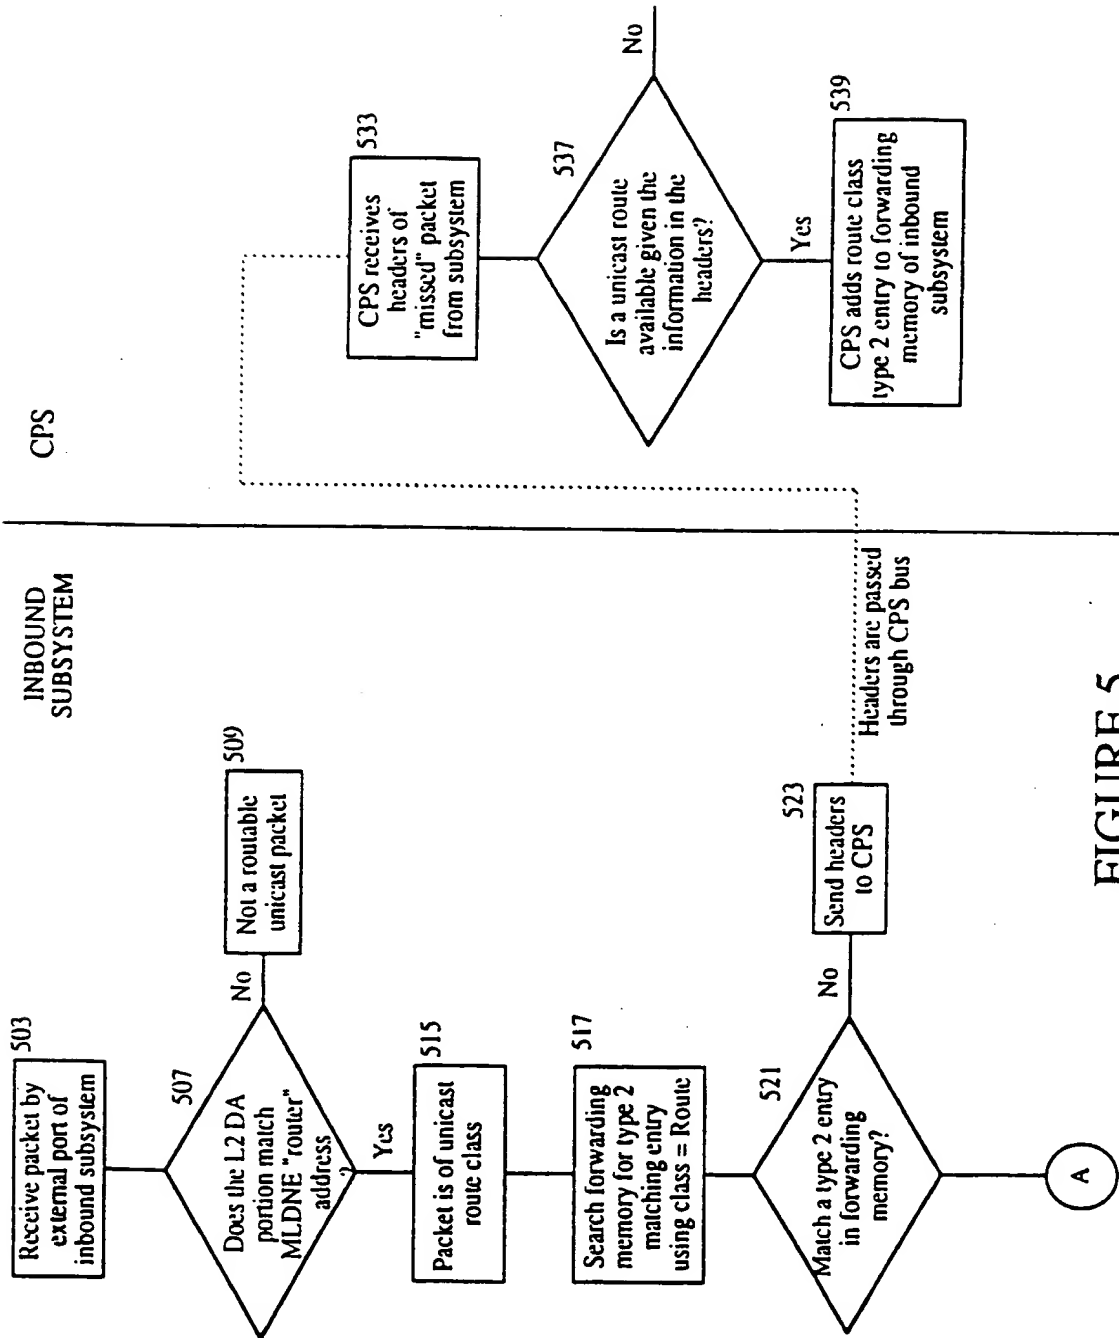 INBOUND
SUBSYSTEM
CPS
503
Receive packet by
external port of
inbound subsystem
507
Does the L2 DA
portion match
MLDNE "router"
address
?
No
509
Not a routable
unicast packet
Yes
515
Packet is of unicast
route class
517
Search forwarding
memory for type 2
matching entry
using class = Route
521
Match a type 2 entry
in forwarding
memory?
No
523
Send headers
to CPS
A
Headers are passed
through CPS bus
533
CPS receives
headers of
"missed" packet
from subsystem
537
Is a unicast route
available given the
information in the
headers?
No
Yes
539
CPS adds route class
type 2 entry to forwarding
memory of inbound
subsystem
FIGURE 5